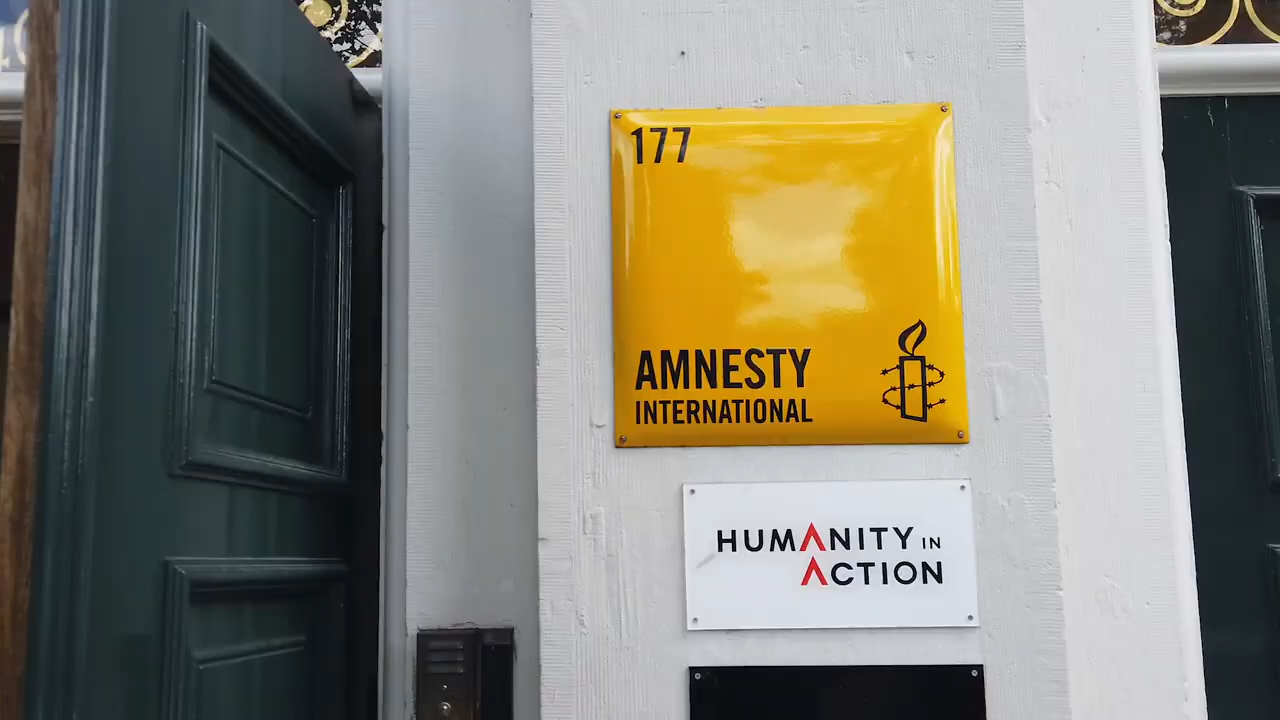 177
AMNESTY
INTERNATIONAL
HUMANITY IN
ACTION